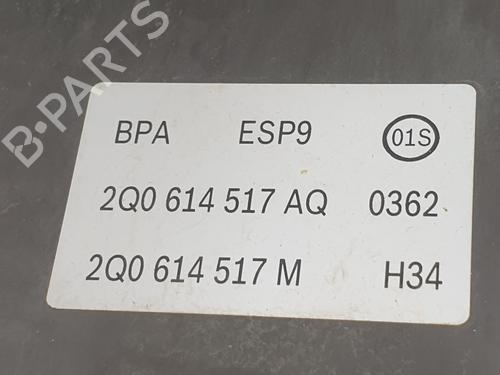 B-PARTS
BPA ESP9 01S
2Q0 614 517 AQ 0362
2Q0 614 517 M H34